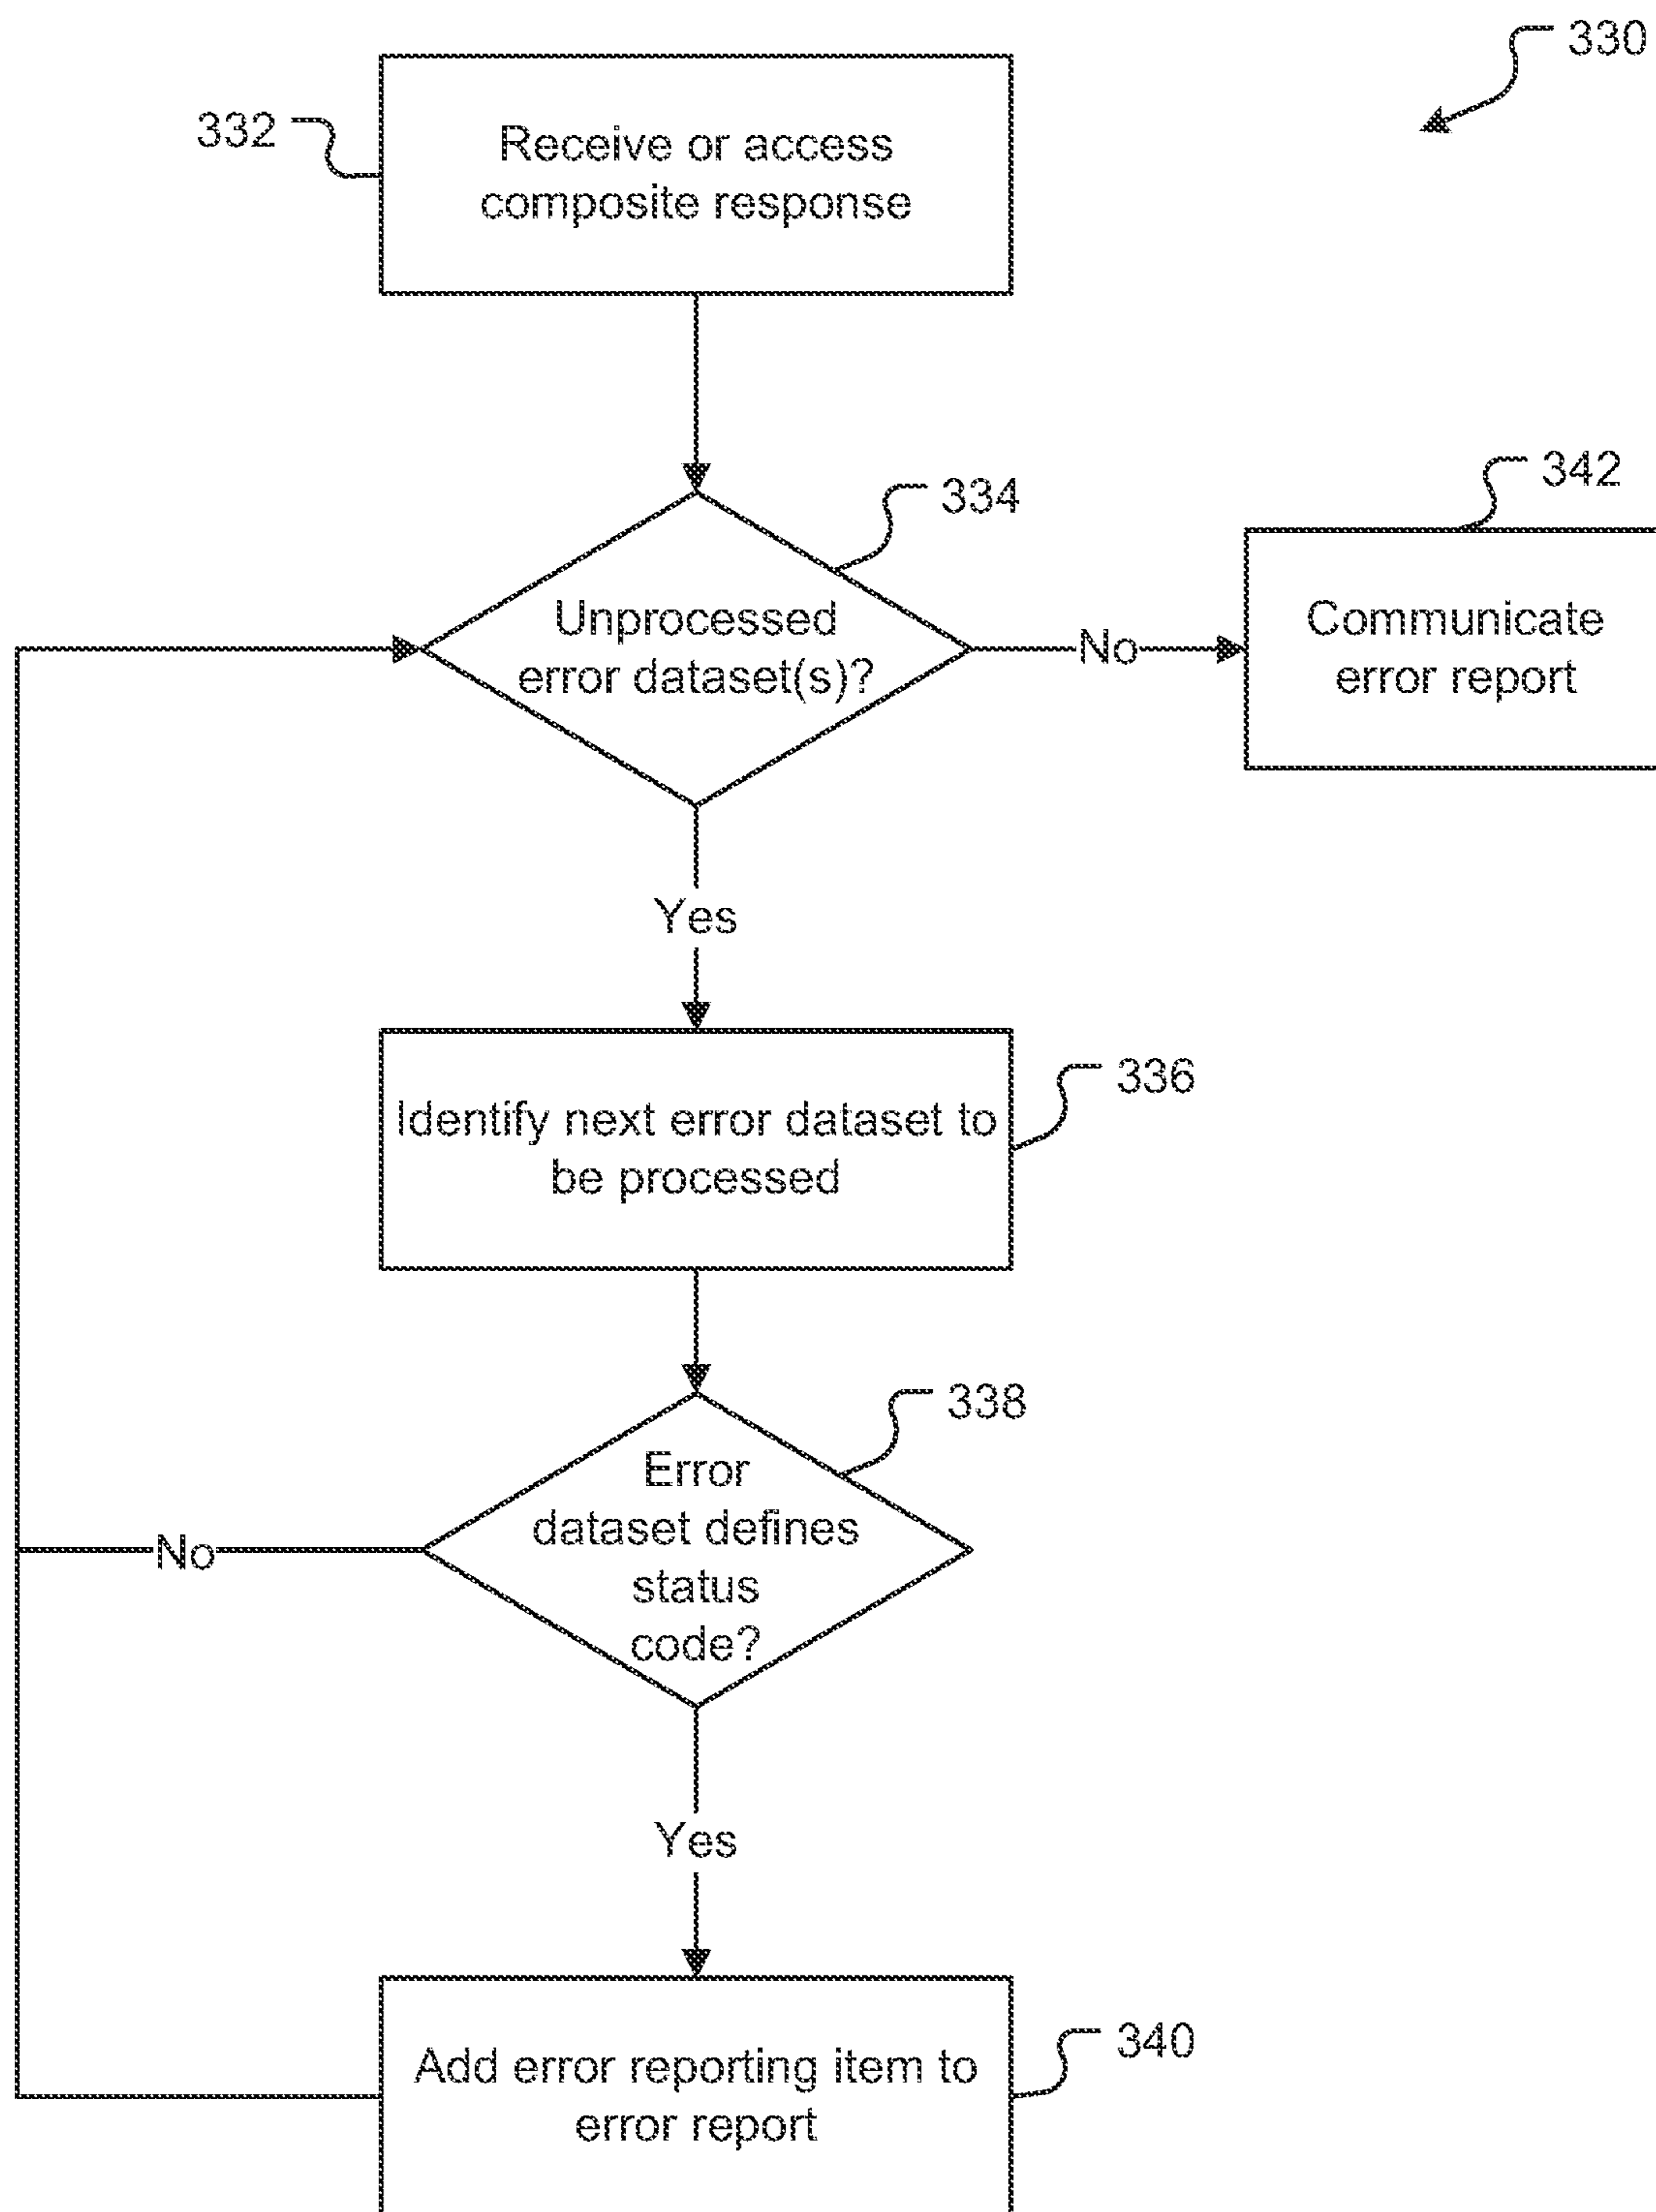 330
332
Receive or access
composite response
334
342
Unprocessed
error dataset(s)?
No
Communicate
error report
Yes
336
Identify next error dataset to
be processed
338
Error
dataset defines
status
code?
No
Yes
340
Add error reporting item to
error report